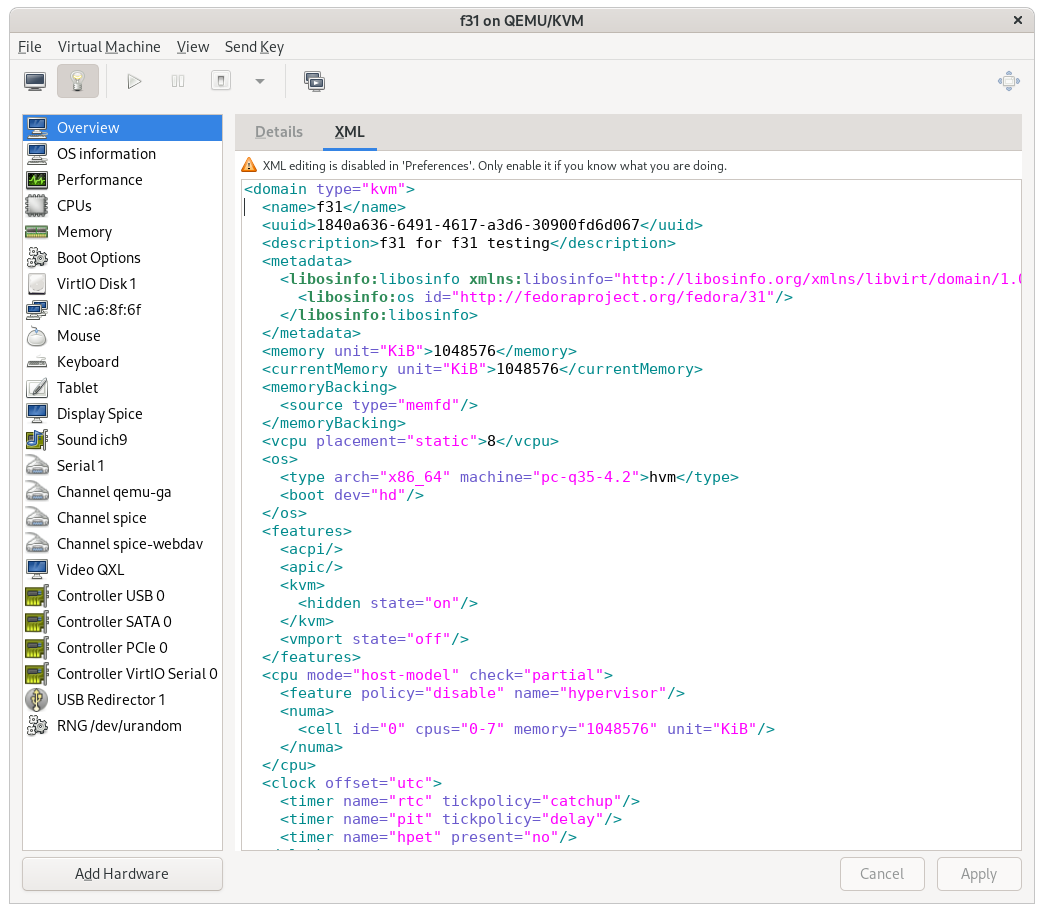 f31 on QEMU/KVM
File Virtual Machine View Send Key
Overview
OS information
Performance
CPUs
Memory
Boot Options
VirtIO Disk 1
NIC :a6:8f:6f
Mouse
Keyboard
Tablet
Display Spice
Sound ich9
Serial 1
Channel qemu-ga
Channel spice
Channel spice-webdav
Video QXL
Controller USB 0
Controller SATA 0
Controller PCIe 0
Controller VirtIO Serial 0
USB Redirector 1
RNG /dev/urandom
Add Hardware
Details XML
XML editing is disabled in 'Preferences'. Only enable it if you know what you are doing.
<domain type="kvm">
  <name>f31</name>
  <uuid>1840a636-6491-4617-a3d6-30900fd6d067</uuid>
  <description>f31 for f31 testing</description>
  <metadata>
    <libosinfo:libosinfo xmlns:libosinfo="http://libosinfo.org/xmlns/libvirt/domain/1.0
      <libosinfo:os id="http://fedoraproject.org/fedora/31"/>
    </libosinfo:libosinfo>
  </metadata>
  <memory unit="KiB">1048576</memory>
  <currentMemory unit="KiB">1048576</currentMemory>
  <memoryBacking>
    <source type="memfd"/>
  </memoryBacking>
  <vcpu placement="static">8</vcpu>
  <os>
    <type arch="x86_64" machine="pc-q35-4.2">hvm</type>
    <boot dev="hd"/>
  </os>
  <features>
    <acpi/>
    <apic/>
    <kvm>
      <hidden state="on"/>
    </kvm>
    <vmport state="off"/>
  </features>
  <cpu mode="host-model" check="partial">
    <feature policy="disable" name="hypervisor"/>
    <numa>
      <cell id="0" cpus="0-7" memory="1048576" unit="KiB"/>
    </numa>
  </cpu>
  <clock offset="utc">
    <timer name="rtc" tickpolicy="catchup"/>
    <timer name="pit" tickpolicy="delay"/>
    <timer name="hpet" present="no"/>
Cancel Apply